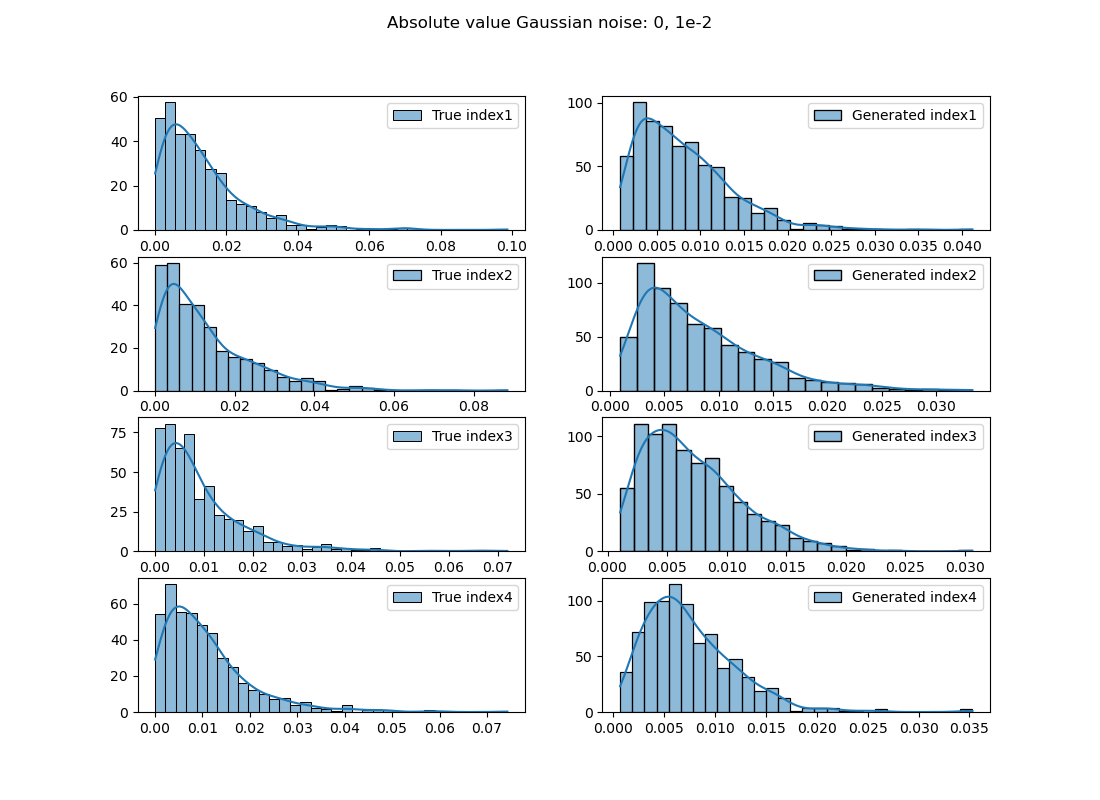 Absolute value Gaussian noise: 0, 1e-2
60
40
20
0
True index1
0.00 0.02 0.04 0.06 0.08 0.10
100
50
0
Generated index1
0.000 0.005 0.010 0.015 0.020 0.025 0.030 0.035 0.040
60
40
20
0
True index2
0.00 0.02 0.04 0.06 0.08
100
50
0
Generated index2
0.000 0.005 0.010 0.015 0.020 0.025 0.030
75
50
25
0
True index3
0.00 0.01 0.02 0.03 0.04 0.05 0.06 0.07
100
50
0
Generated index3
0.000 0.005 0.010 0.015 0.020 0.025 0.030
60
40
20
0
True index4
0.00 0.01 0.02 0.03 0.04 0.05 0.06 0.07
100
50
0
Generated index4
0.000 0.005 0.010 0.015 0.020 0.025 0.030 0.035